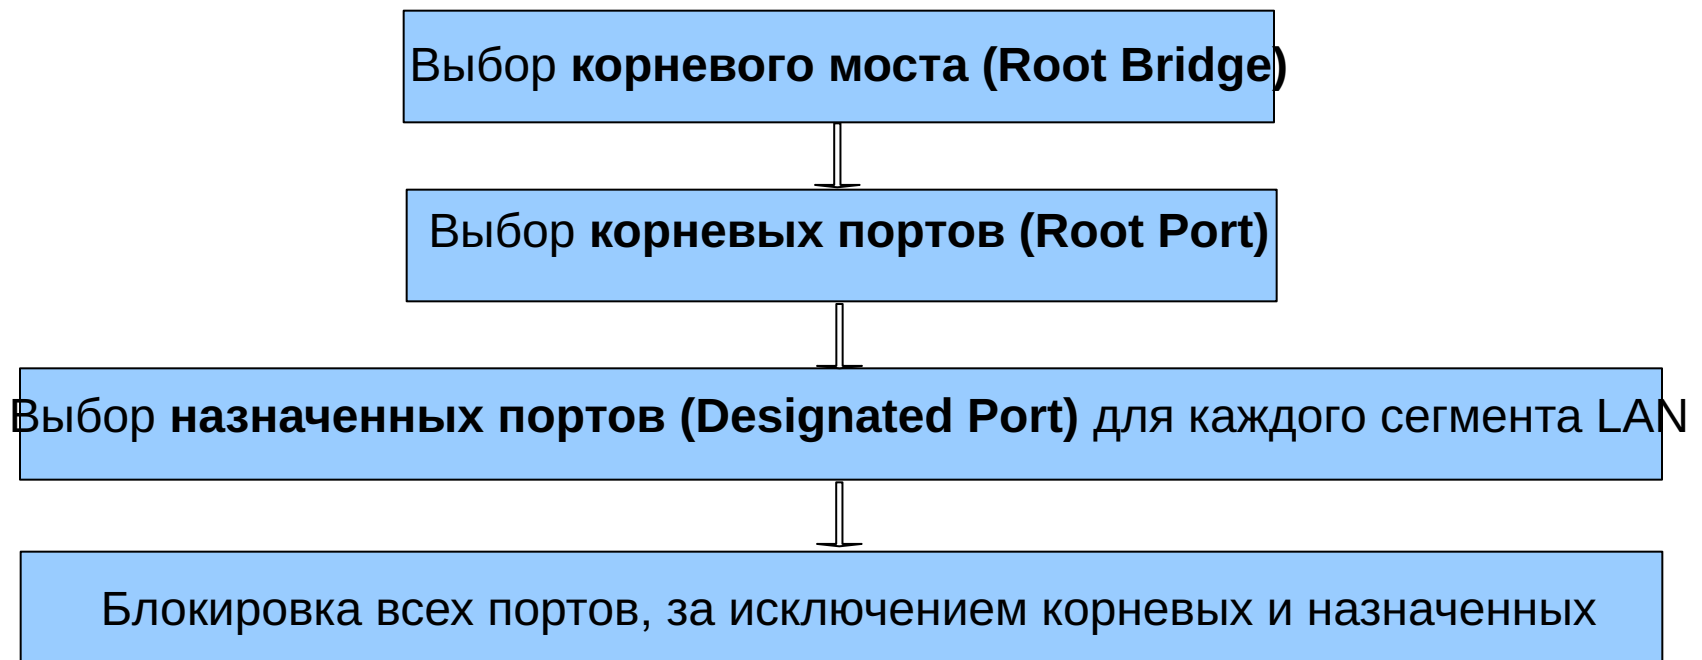 Выбор корневого моста (Root Bridge)
Выбор корневых портов (Root Port)
Выбор назначенных портов (Designated Port) для каждого сегмента LAN
Блокировка всех портов, за исключением корневых и назначенных